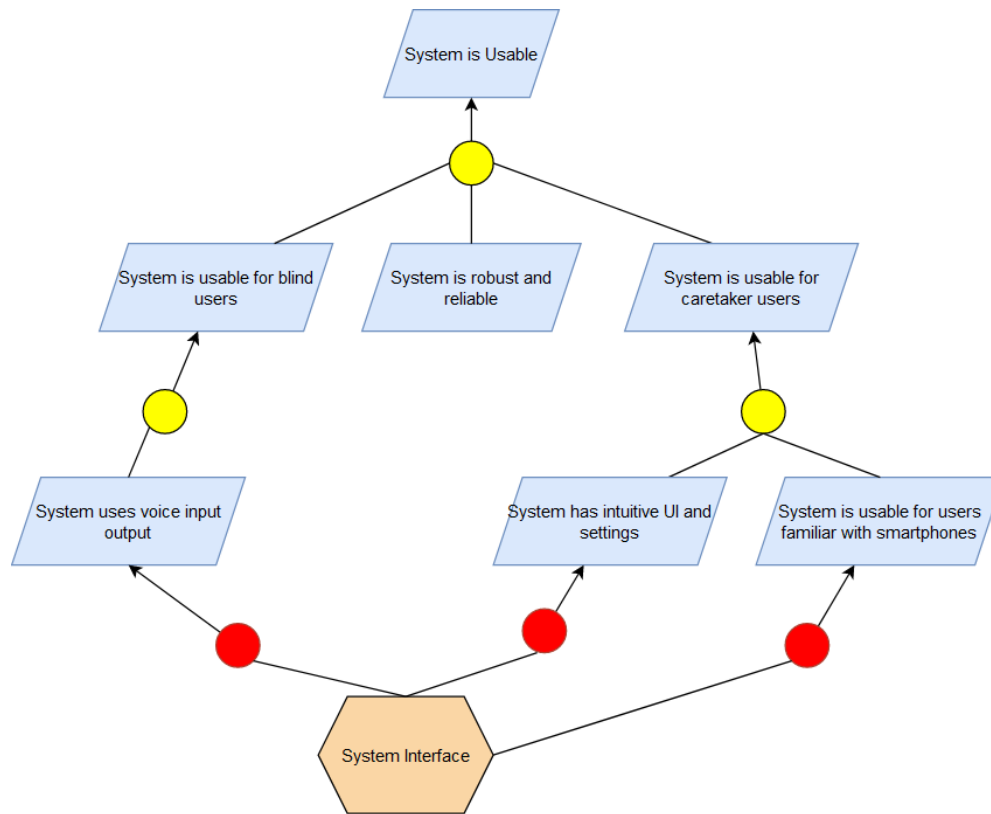 System is Usable
System is usable for blind
users
System is robust and
reliable
System is usable for
caretaker users
System uses voice input
output
System has intuitive UI and
settings
System is usable for users
familiar with smartphones
System Interface